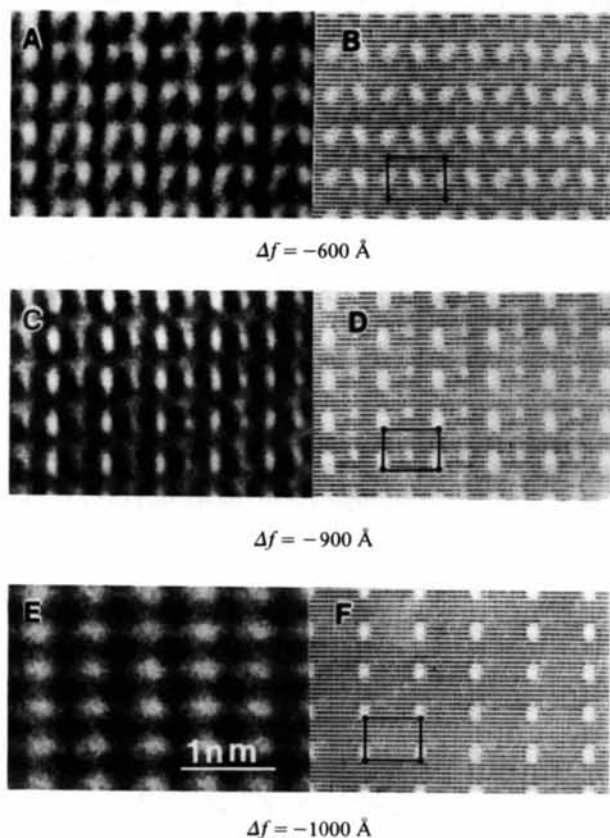 A B
Δf = −600 Å
C D
Δf = −900 Å
E F
1nm
Δf = −1000 Å